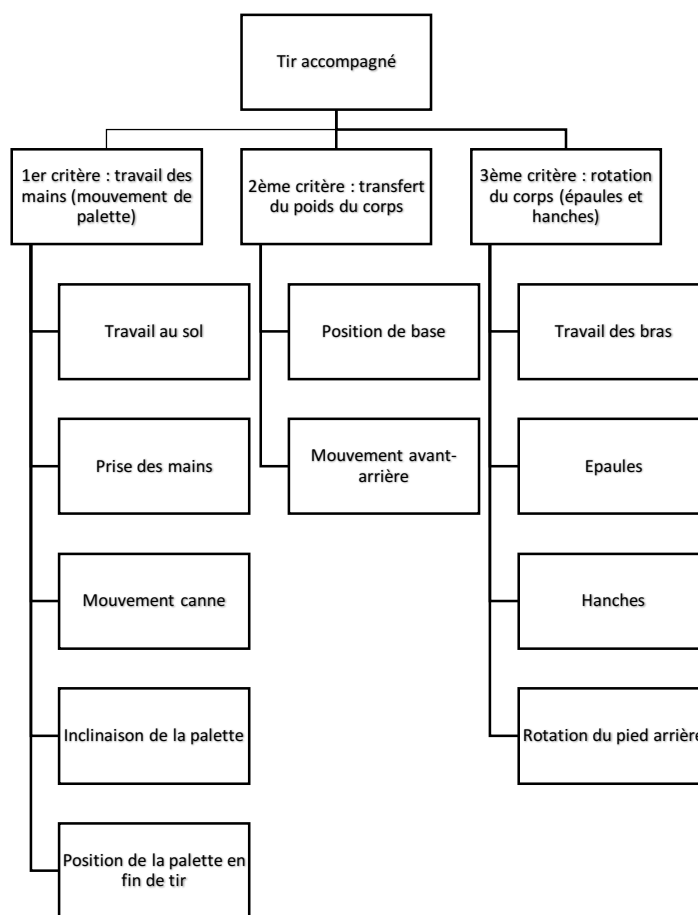 Tir accompagné
1er critère : travail des
mains (mouvement de
palette)
2ème critère : transfert
du poids du corps
3ème critère : rotation
du corps (épaules et
hanches)
Travail au sol
Prise des mains
Mouvement canne
Inclinaison de la palette
Position de la palette en
fin de tir
Position de base
Mouvement avant-
arrière
Travail des bras
Epaules
Hanches
Rotation du pied arrière